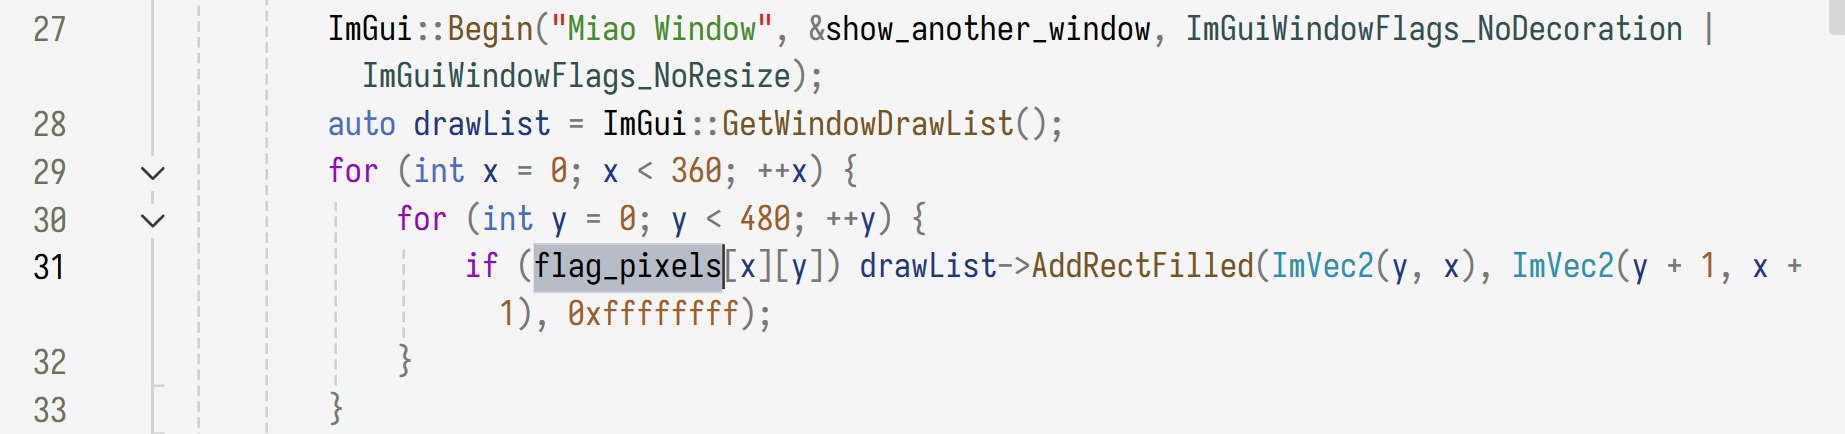 27 ImGui::Begin("Miao Window", &show_another_window, ImGuiWindowFlags_NoDecoration |
ImGuiWindowFlags_NoResize);
28 auto drawList = ImGui::GetWindowDrawList();
29 for (int x = 0; x < 360; ++x) {
30 for (int y = 0; y < 480; ++y) {
31 if (flag_pixels[x][y]) drawList->AddRectFilled(ImVec2(y, x), ImVec2(y + 1, x +
1), 0xffffffff);
32 }
33 }